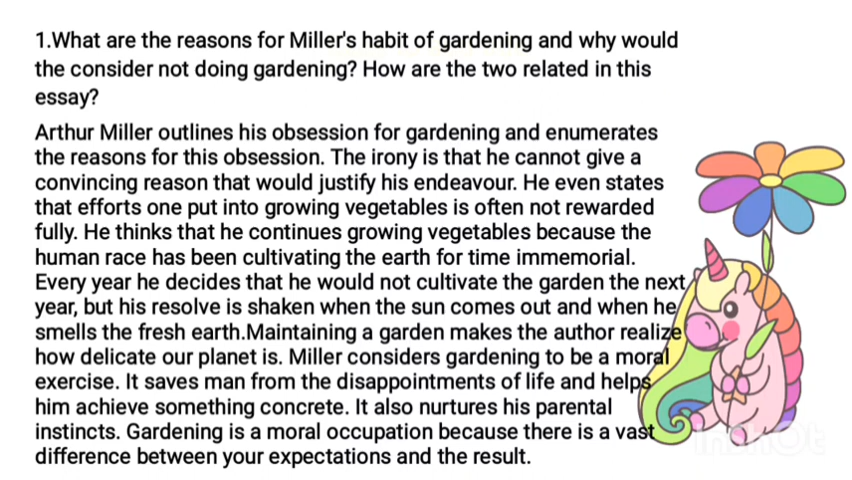 1.What are the reasons for Miller's habit of gardening and why would
the consider not doing gardening? How are the two related in this
essay?
Arthur Miller outlines his obsession for gardening and enumerates
the reasons for this obsession. The irony is that he cannot give a
convincing reason that would justify his endeavour. He even states
that efforts one put into growing vegetables is often not rewarded
fully. He thinks that he continues growing vegetables because the
human race has been cultivating the earth for time immemorial.
Every year he decides that he would not cultivate the garden the next
year, but his resolve is shaken when the sun comes out and when he
smells the fresh earth.Maintaining a garden makes the author realize
how delicate our planet is. Miller considers gardening to be a moral
exercise. It saves man from the disappointments of life and helps
him achieve something concrete. It also nurtures his parental
instincts. Gardening is a moral occupation because there is a vast
difference between your expectations and the result.
InShOt